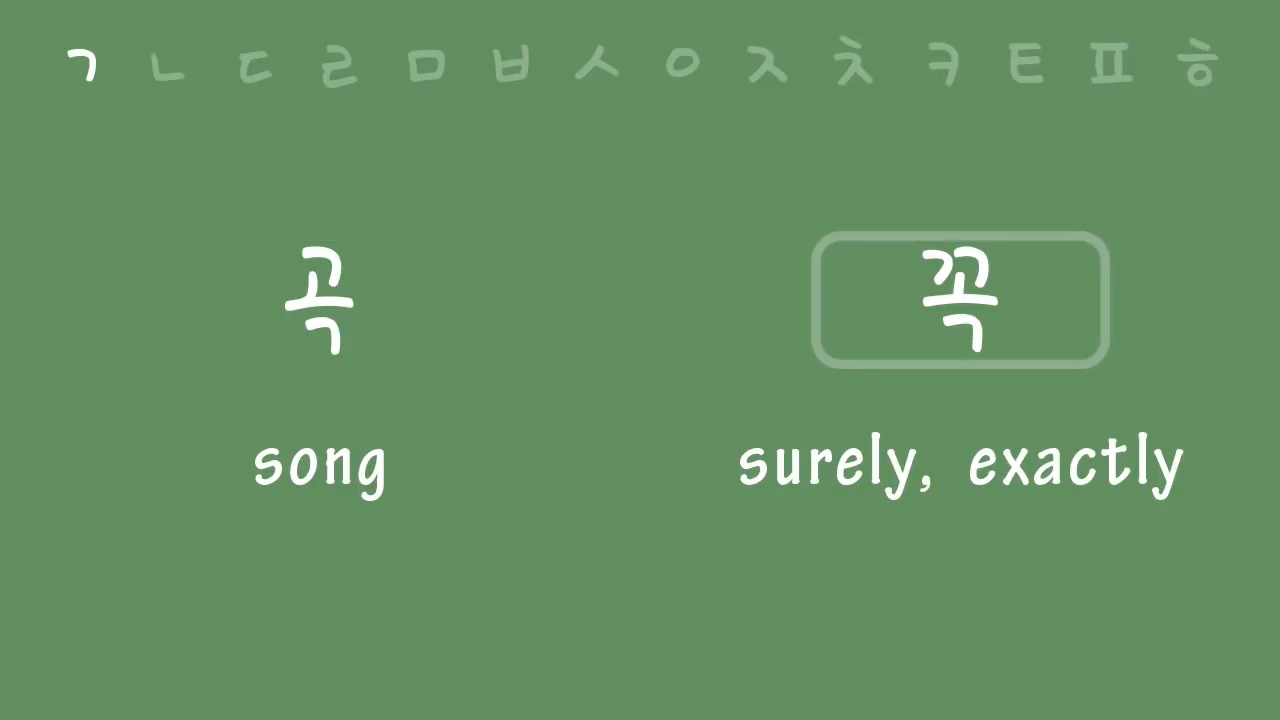 ㄱ ㄴ ㄷ ㄹ ㅁ ㅂ ㅅ ㅇ ㅈ ㅊ ㅋ ㅌ ㅍ ㅎ
곡 꼭
song surely, exactly